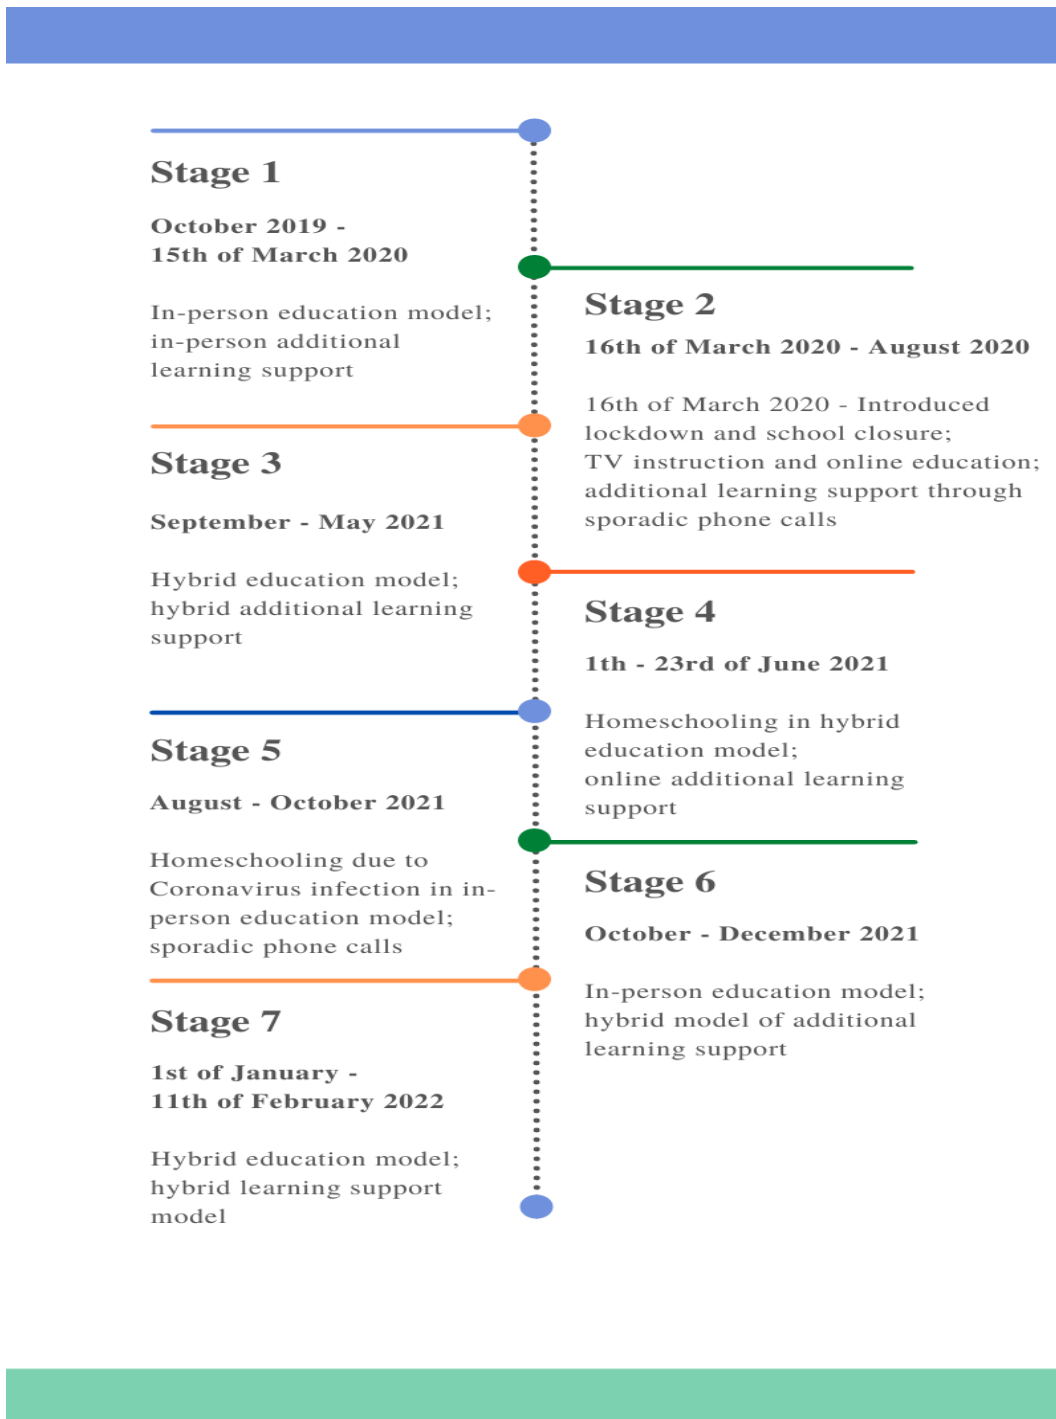 Stage 1
October 2019 -
15th of March 2020
In-person education model;
in-person additional
learning support
Stage 2
16th of March 2020 - August 2020
16th of March 2020 - Introduced
lockdown and school closure;
TV instruction and online education;
additional learning support through
sporadic phone calls
Stage 3
September - May 2021
Hybrid education model;
hybrid additional learning
support
Stage 4
1th - 23rd of June 2021
Homeschooling in hybrid
education model;
online additional learning
support
Stage 5
August - October 2021
Homeschooling due to
Coronavirus infection in in-
person education model;
sporadic phone calls
Stage 6
October - December 2021
In-person education model;
hybrid model of additional
learning support
Stage 7
1st of January -
11th of February 2022
Hybrid education model;
hybrid learning support
model